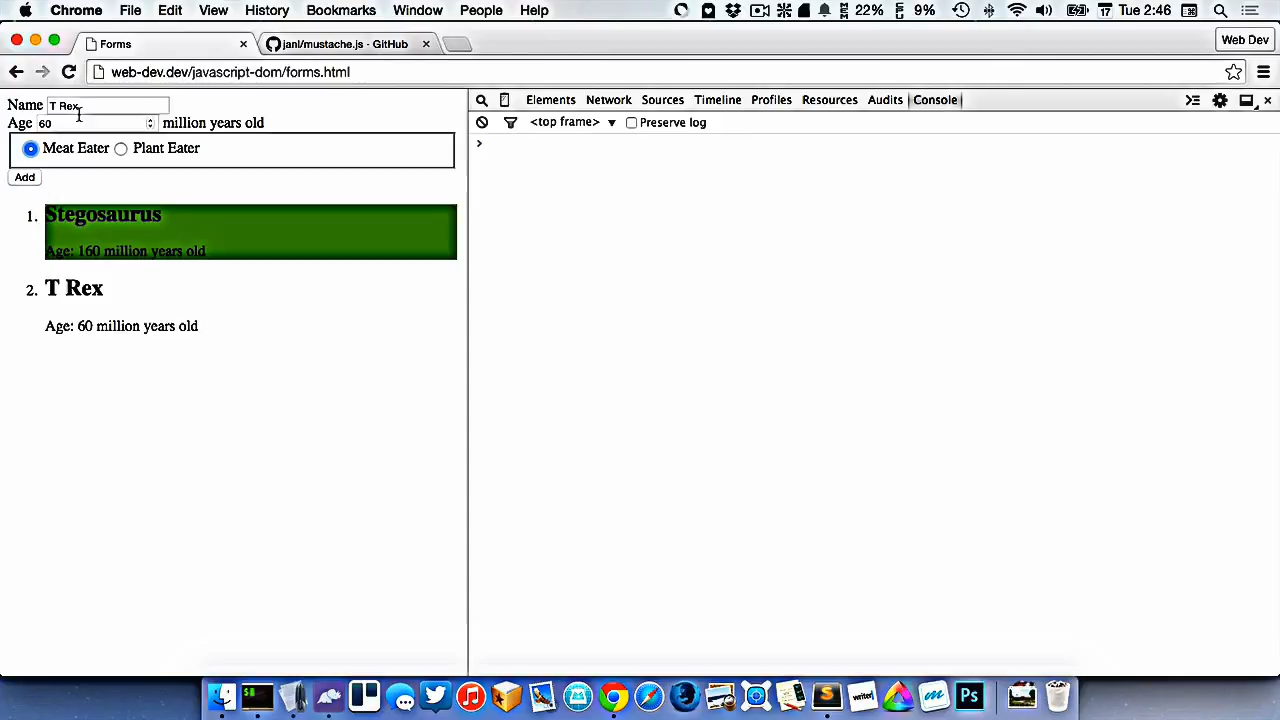 Chrome File Edit View History Bookmarks Window People Help 22% 9% 17 Tue 2:46
Forms janl/mustache.js - GitHub Web Dev
web-dev.dev/javascript-dom/forms.html
Name T Rex
Age 60 million years old
Meat Eater Plant Eater
Add
1. Stegosaurus
Age: 160 million years old
2. T Rex
Age: 60 million years old
Elements Network Sources Timeline Profiles Resources Audits Console
<top frame> Preserve log
writer Ps